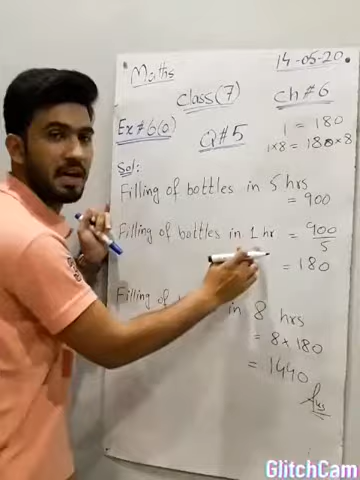 14-05-20.
Maths
Class(7)
Ch#6
Ex#6(a)
Q#5
1 = 180
1×8 = 180×8
Sol:
Filling of bottles in 5 hrs
= 900
Filling of bottles in 1 hr = 900/5
= 180
Filling of in 8 hrs
= 8×180
= 1440
Ans
GlitchCam